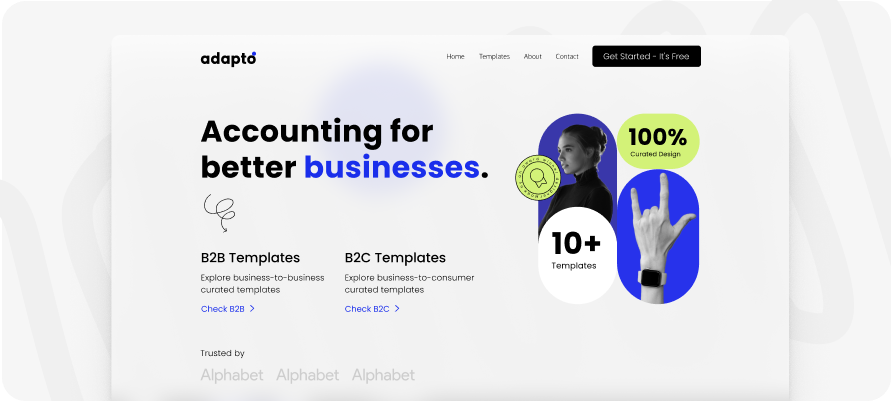 adapto
Home
Templates
About
Contact
Get Started - It's Free
Accounting for
better businesses.
100%
Curated Design
10+
Templates
B2B Templates
Explore business-to-business
curated templates
Check B2B
B2C Templates
Explore business-to-consumer
curated templates
Check B2C
Trusted by
Alphabet Alphabet Alphabet